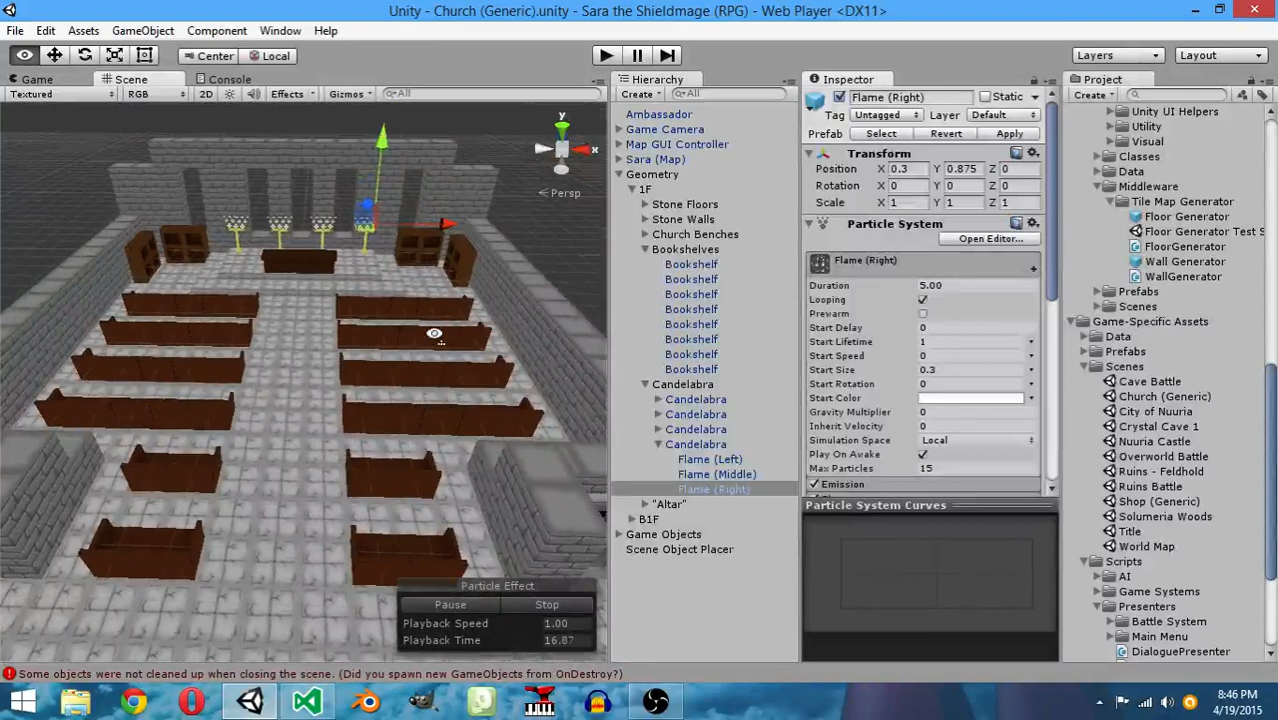 Unity - Church (Generic).unity - Sara the Shieldmage (RPG) - Web Player <DX11>
File Edit Assets GameObject Component Window Help
Center Local Layers Layout
Game Scene Console
Textured RGB 2D Effects Gizmos All
y
x
Persp
Particle Effect
Pause Stop
Playback Speed 1.00
Playback Time 16.87
Hierarchy
Create All
Ambassador
Game Camera
Map GUI Controller
Sara (Map)
Geometry
1F
Stone Floors
Stone Walls
Church Benches
Bookshelves
Bookshelf
Bookshelf
Bookshelf
Bookshelf
Bookshelf
Bookshelf
Bookshelf
Bookshelf
Candelabra
Candelabra
Candelabra
Candelabra
Candelabra
Flame (Left)
Flame (Middle)
Flame (Right)
"Altar"
B1F
Game Objects
Scene Object Placer
Inspector
Flame (Right) Static
Tag Untagged Layer Default
Prefab Select Revert Apply
Transform
Position X 0.3 Y 0.875 Z 0
Rotation X 0 Y 0 Z 0
Scale X 1 Y 1 Z 1
Particle System
Open Editor...
Flame (Right)
Duration 5.00
Looping
Prewarm
Start Delay 0
Start Lifetime 1
Start Speed 0
Start Size 0.3
Start Rotation 0
Start Color
Gravity Multiplier 0
Inherit Velocity 0
Simulation Space Local
Play On Awake
Max Particles 15
Emission
Particle System Curves
Project
Create
Unity UI Helpers
Utility
Visual
Classes
Data
Middleware
Tile Map Generator
Floor Generator
Floor Generator Test S
FloorGenerator
Wall Generator
WallGenerator
Prefabs
Scenes
Game-Specific Assets
Data
Prefabs
Scenes
Cave Battle
Church (Generic)
City of Nuuria
Crystal Cave 1
Nuuria Castle
Overworld Battle
Ruins - Feldhold
Ruins Battle
Shop (Generic)
Solumeria Woods
Title
World Map
Scripts
AI
Game Systems
Presenters
Battle System
Main Menu
DialoguePresenter
Some objects were not cleaned up when closing the scene. (Did you spawn new GameObjects from OnDestroy?)
8:46 PM
4/19/2015